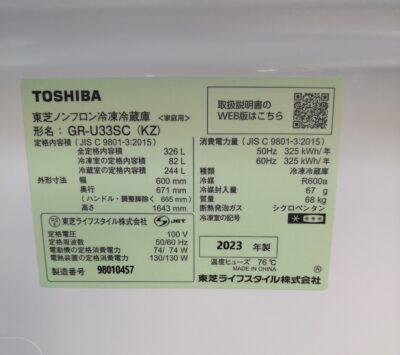 TOSHIBA
東芝ノンフロン冷凍冷蔵庫 <家庭用>
形名： GR-U33SC (KZ)
定格内容積 (JIS C 9801-3:2015)
全定格内容積 326 L
冷凍室の定格内容積 82 L
冷蔵室の定格内容積 244 L
外形寸法 幅 600 mm
奥行 671 mm
(ハンドル・調整脚除く 665 mm)
高さ 1643 mm
東芝ライフスタイル株式会社 S-JET
定格電圧 100 V
定格周波数 50/60 Hz
電動機の定格消費電力 74/ 74 W
電熱装置の定格消費電力 130/130 W
製造番号 98010457
取扱説明書の
WEB版はこちら
消費電力量 (JIS C 9801-3:2015)
50Hz 325 kWh/年
60Hz 325 kWh/年
種類 冷凍冷蔵庫
冷媒 R600a
冷媒封入量 67 g
質量 68 kg
断熱発泡ガス シクロペンタン
冷凍室の記号
2023 年製
温度ヒューズ 76℃
MADE IN CHINA
Ⓐ
東芝ライフスタイル株式会社